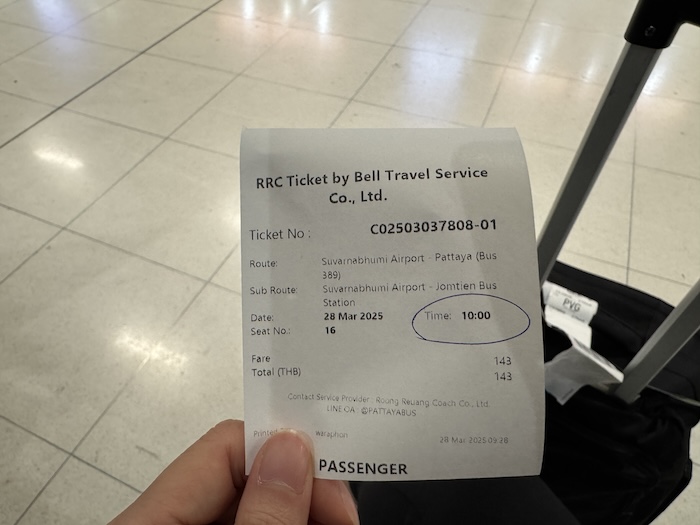 RRC Ticket by Bell Travel Service
Co., Ltd.
Ticket No : C02503037808-01
Route: Suvarnabhumi Airport - Pattaya (Bus
389)
Sub Route: Suvarnabhumi Airport - Jomtien Bus
Station
Date: 28 Mar 2025 Time: 10:00
Seat No.: 16
Fare 143
Total (THB) 143
Contact Service Provider : Roung Reuang Coach Co., Ltd.
LINE OA : @PATTAYABUS
Printed Waraphon 28 Mar 2025 09:20
PASSENGER
PVG